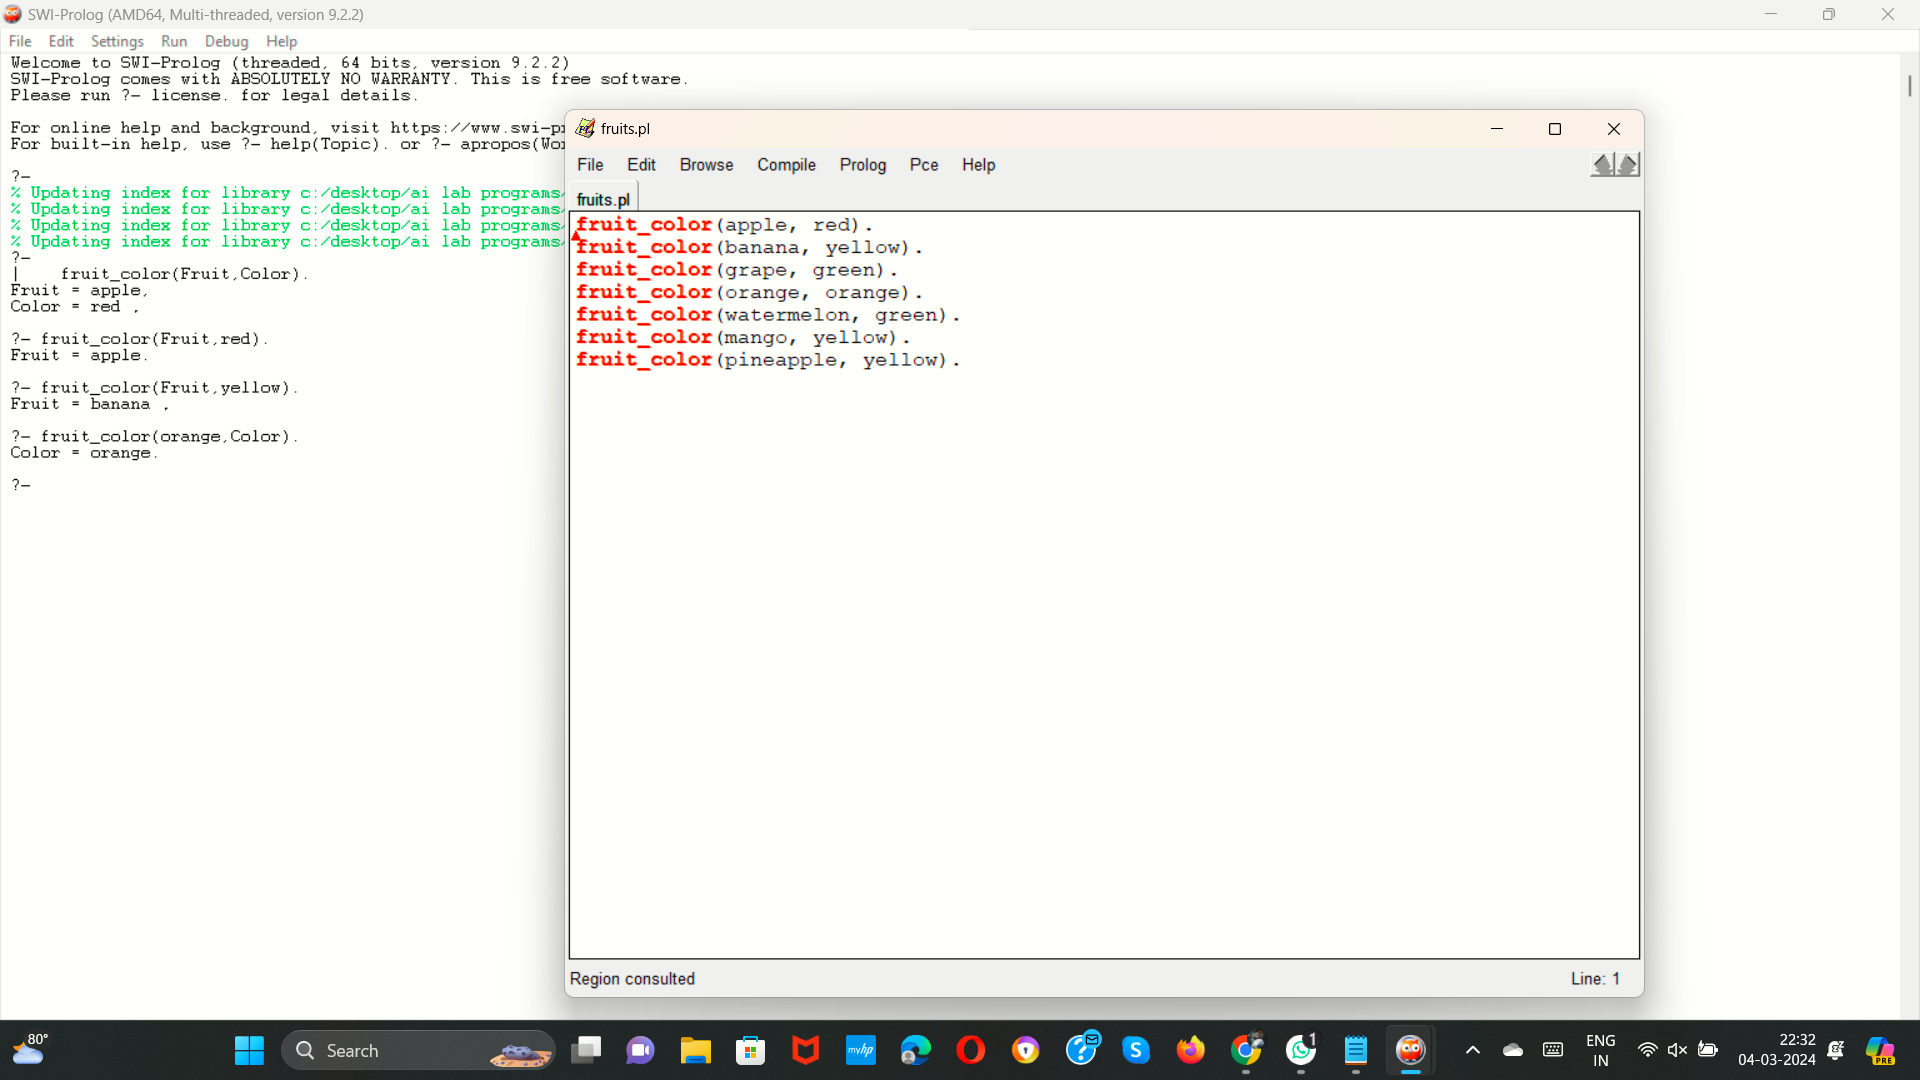 SWI-Prolog (AMD64, Multi-threaded, version 9.2.2)
File Edit Settings Run Debug Help
Welcome to SWI-Prolog (threaded, 64 bits, version 9.2.2)
SWI-Prolog comes with ABSOLUTELY NO WARRANTY. This is free software.
Please run ?- license. for legal details.
For online help and background, visit https://www.swi-pr
For built-in help, use ?- help(Topic). or ?- apropos(Wor
?-
% Updating index for library c:/desktop/ai lab programs/
% Updating index for library c:/desktop/ai lab programs/
% Updating index for library c:/desktop/ai lab programs/
% Updating index for library c:/desktop/ai lab programs/
?-
| fruit_color(Fruit,Color).
Fruit = apple,
Color = red ,
?- fruit_color(Fruit,red).
Fruit = apple.
?- fruit_color(Fruit,yellow).
Fruit = banana ,
?- fruit_color(orange,Color).
Color = orange.
?-
fruits.pl
File Edit Browse Compile Prolog Pce Help
fruits.pl
fruit_color(apple, red).
fruit_color(banana, yellow).
fruit_color(grape, green).
fruit_color(orange, orange).
fruit_color(watermelon, green).
fruit_color(mango, yellow).
fruit_color(pineapple, yellow).
Region consulted Line: 1
80°
Search
myhp
S
1
ENG
IN
22:32
04-03-2024
PRE